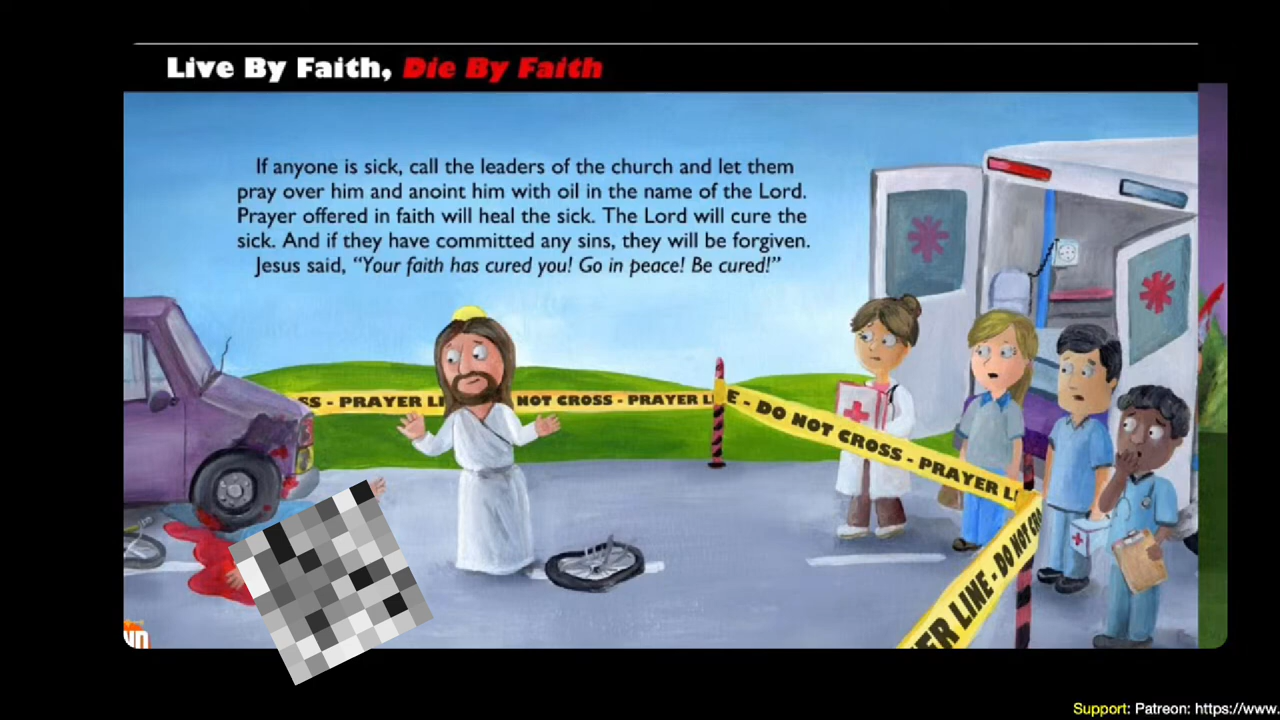 Live By Faith, Die By Faith
If anyone is sick, call the leaders of the church and let them
pray over him and anoint him with oil in the name of the Lord.
Prayer offered in faith will heal the sick. The Lord will cure the
sick. And if they have committed any sins, they will be forgiven.
Jesus said, “Your faith has cured you! Go in peace! Be cured!”
SS - PRAYER LI NOT CROSS - PRAYER LI
E - DO NOT CROSS - PRAYER LI
ER LINE - DO NOT CRO
Support: Patreon: https://www.